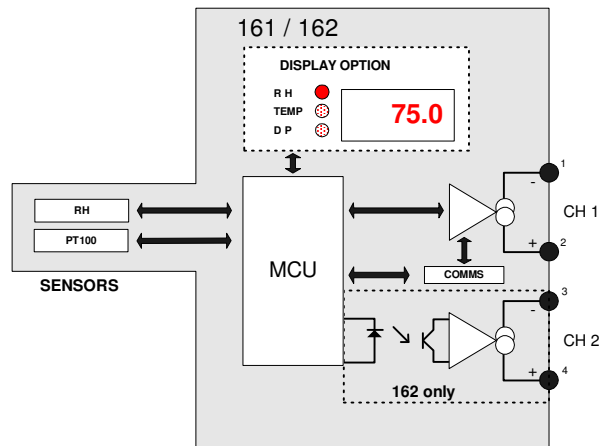 161 / 162
DISPLAY OPTION
R H
TEMP
D P
75.0
RH
PT100
SENSORS
MCU
COMMS
1
-
CH 1
+
2
3
-
CH 2
+
4
162 only